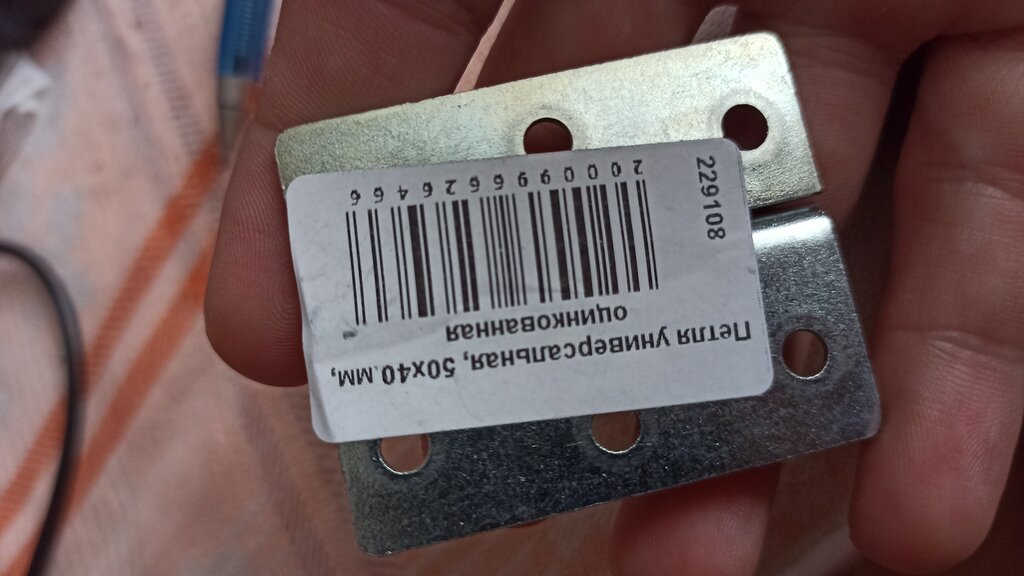 229108
2000996626466
Петля универсальная, 50х40 мм,
оцинкованная